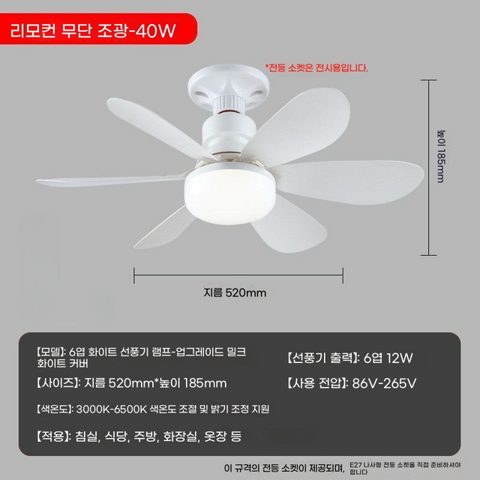 리모컨 무단 조광-40W
*전등 소켓은 전시용입니다.
높이 185mm
지름 520mm
【모델】: 6엽 화이트 선풍기 램프-업그레이드 밀크
화이트 커버
【선풍기 출력】: 6엽 12W
【사이즈】: 지름 520mm*높이 185mm
【사용 전압】: 86V-265V
【색온도】: 3000K-6500K 색온도 조절 및 밝기 조정 지원
【적용】: 침실, 식당, 주방, 화장실, 옷장 등
이 규격의 전등 소켓이 제공되며, E27 나사형 전등 소켓을 직접 준비하셔야
합니다